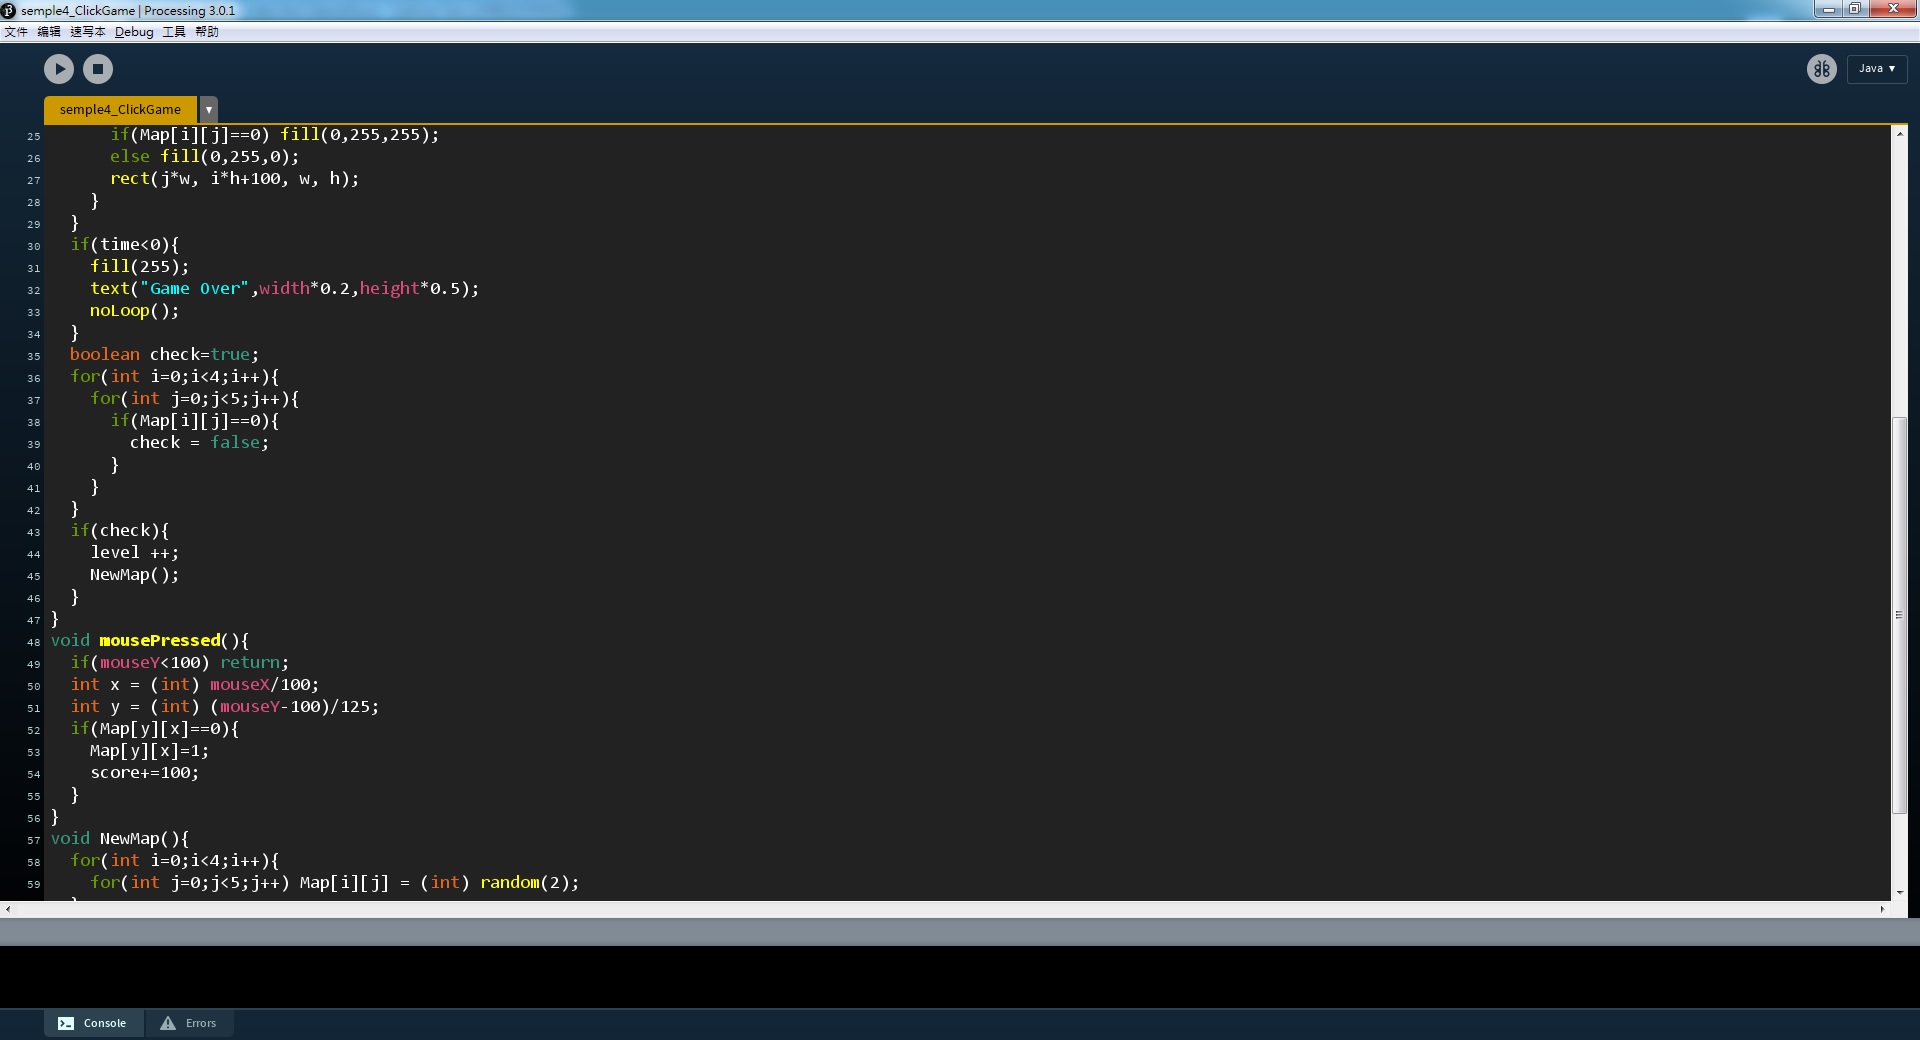 semple4_ClickGame | Processing 3.0.1
文件 编辑 速写本 Debug 工具 帮助
Java ▼
semple4_ClickGame ▼
25 if(Map[i][j]==0) fill(0,255,255);
26 else fill(0,255,0);
27 rect(j*w, i*h+100, w, h);
28 }
29 }
30 if(time<0){
31 fill(255);
32 text("Game Over",width*0.2,height*0.5);
33 noLoop();
34 }
35 boolean check=true;
36 for(int i=0;i<4;i++){
37 for(int j=0;j<5;j++){
38 if(Map[i][j]==0){
39 check = false;
40 }
41 }
42 }
43 if(check){
44 level ++;
45 NewMap();
46 }
47 }
48 void mousePressed(){
49 if(mouseY<100) return;
50 int x = (int) mouseX/100;
51 int y = (int) (mouseY-100)/125;
52 if(Map[y][x]==0){
53 Map[y][x]=1;
54 score+=100;
55 }
56 }
57 void NewMap(){
58 for(int i=0;i<4;i++){
59 for(int j=0;j<5;j++) Map[i][j] = (int) random(2);
Console Errors